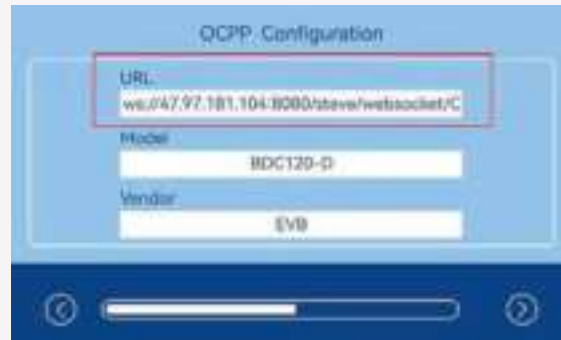 OCPP Configuration
URL
ws://47.97.181.104:8080/steve/websocket/C
Model
BDC120-D
Vendor
EVB